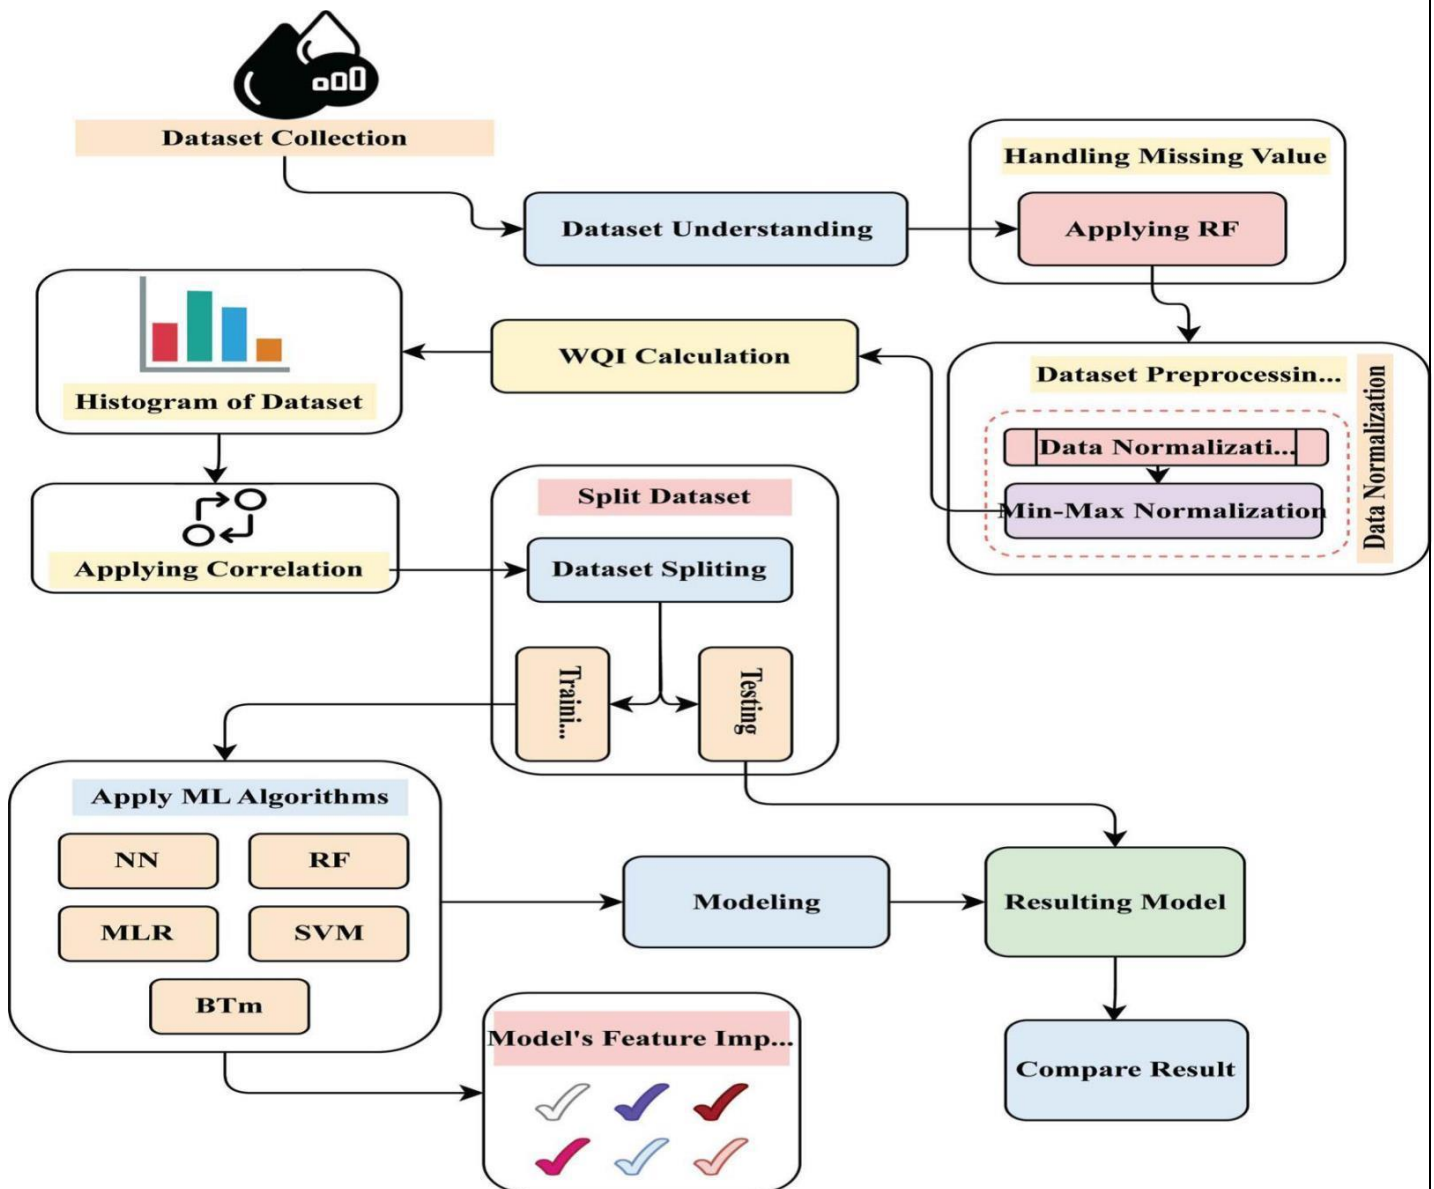 Dataset Collection
Handling Missing Value
Dataset Understanding
Applying RF
WQI Calculation
Histogram of Dataset
Dataset Preprocessin...
Data Normalizati...
Min-Max Normalization
Data Normalization
Applying Correlation
Split Dataset
Dataset Spliting
Traini...
Testing
Apply ML Algorithms
NN
RF
MLR
SVM
BTm
Modeling
Resulting Model
Model's Feature Imp...
Compare Result